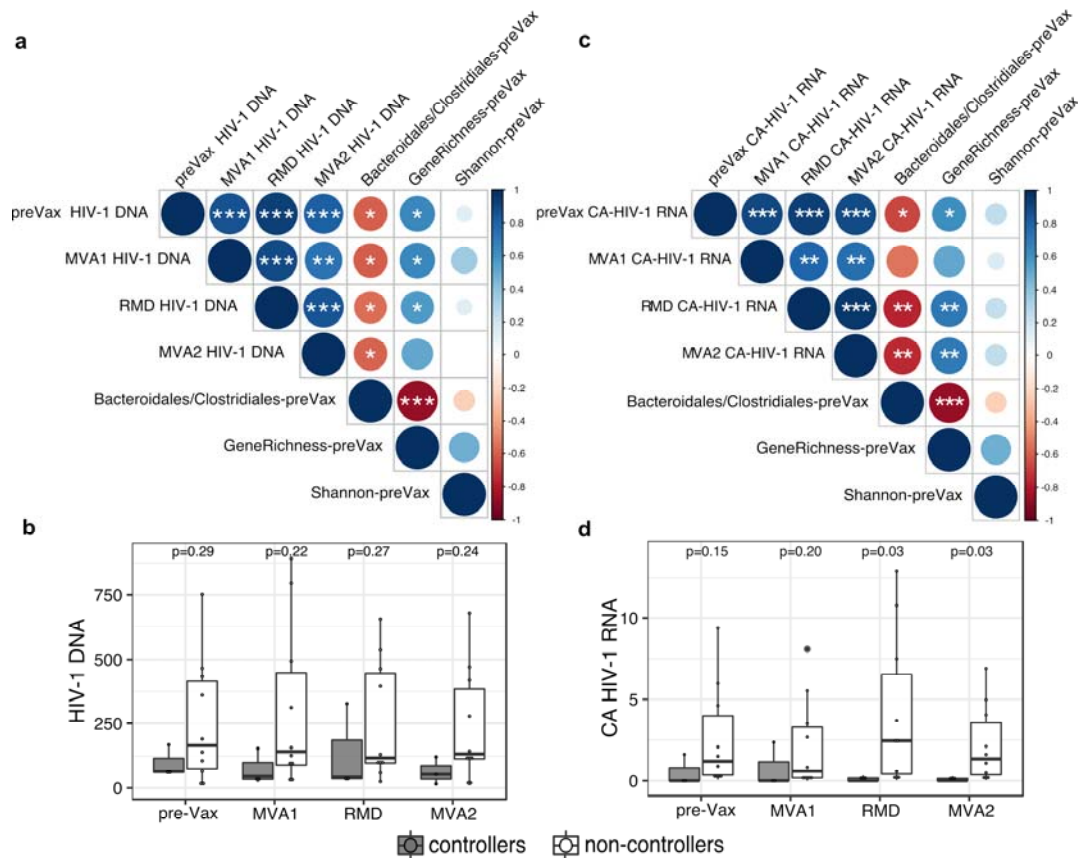 a
preVax HIV-1 DNA
MVA1 HIV-1 DNA
RMD HIV-1 DNA
MVA2 HIV-1 DNA
Bacteroidales/Clostridiales-preVax
GeneRichness-preVax
Shannon-preVax
preVax HIV-1 DNA
*** *** *** * *
MVA1 HIV-1 DNA
*** ** * *
RMD HIV-1 DNA
*** * *
MVA2 HIV-1 DNA
*
Bacteroidales/Clostridiales-preVax
***
GeneRichness-preVax
Shannon-preVax
1
0.8
0.6
0.4
0.2
0
-0.2
-0.4
-0.6
-0.8
-1
c
preVax CA-HIV-1 RNA
MVA1 CA-HIV-1 RNA
RMD CA-HIV-1 RNA
MVA2 CA-HIV-1 RNA
Bacteroidales/Clostridiales-preVax
GeneRichness-preVax
Shannon-preVax
preVax CA-HIV-1 RNA
*** *** *** * *
MVA1 CA-HIV-1 RNA
** **
RMD CA-HIV-1 RNA
*** ** **
MVA2 CA-HIV-1 RNA
** **
Bacteroidales/Clostridiales-preVax
***
GeneRichness-preVax
Shannon-preVax
1
0.8
0.6
0.4
0.2
0
-0.2
-0.4
-0.6
-0.8
-1
b
p=0.29 p=0.22 p=0.27 p=0.24
HIV-1 DNA
750
500
250
0
pre-Vax MVA1 RMD MVA2
d
p=0.15 p=0.20 p=0.03 p=0.03
CA HIV-1 RNA
10
5
0
pre-Vax MVA1 RMD MVA2
controllers non-controllers